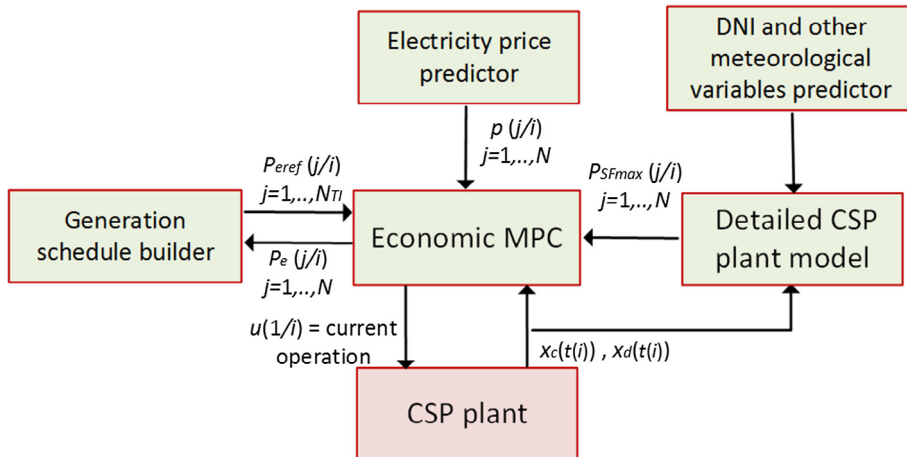 Electricity price
predictor
DNI and other
meteorological
variables predictor
p (j/i)
j=1,..,N
Peref (j/i)
j=1,..,NTI
PSFmax (j/i)
j=1,..,N
Generation
schedule builder
Economic MPC
Detailed CSP
plant model
Pe (j/i)
j=1,..,N
u(1/i) = current
operation
xc(t(i)) , xd(t(i))
CSP plant